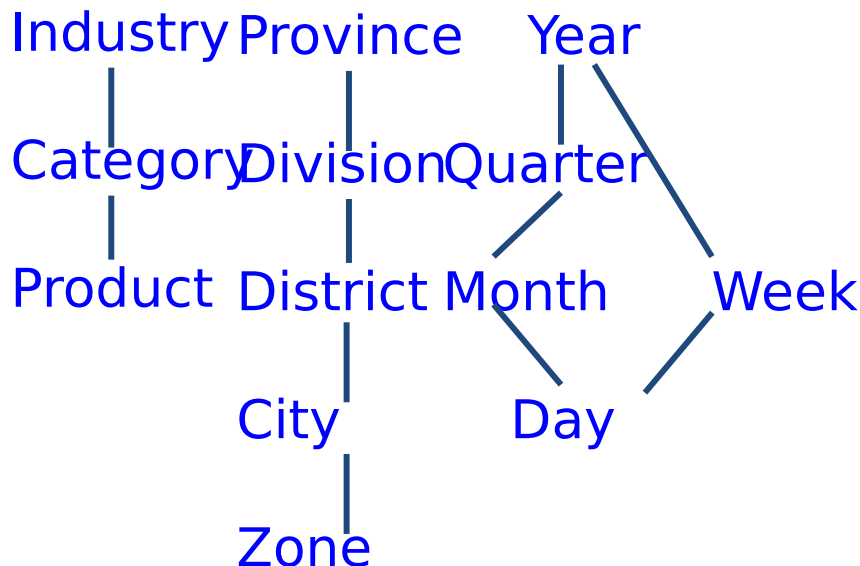 Industry Province Year
Category Division Quarter
Product District Month Week
City Day
Zone